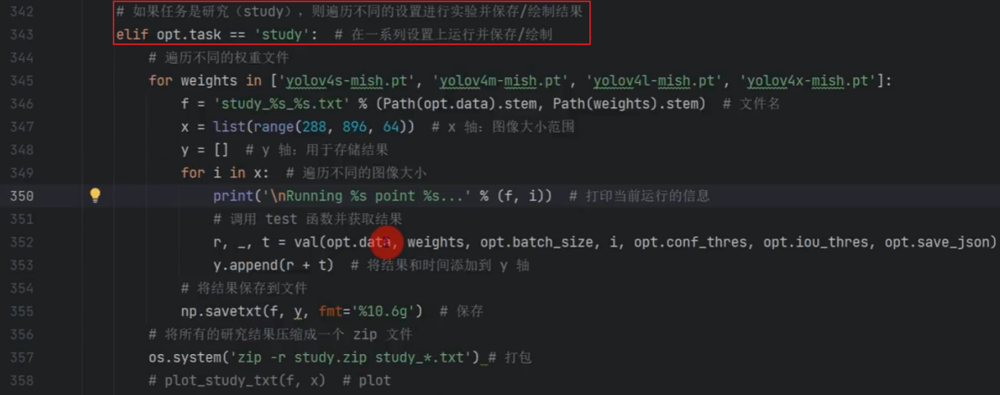 342 # 如果任务是研究（study），则遍历不同的设置进行实验并保存/绘制结果
343 elif opt.task == 'study':  # 在一系列设置上运行并保存/绘制
344 # 遍历不同的权重文件
345 for weights in ['yolov4s-mish.pt', 'yolov4m-mish.pt', 'yolov4l-mish.pt', 'yolov4x-mish.pt']:
346 f = 'study_%s_%s.txt' % (Path(opt.data).stem, Path(weights).stem)  # 文件名
347 x = list(range(288, 896, 64))  # x 轴：图像大小范围
348 y = []  # y 轴：用于存储结果
349 for i in x:  # 遍历不同的图像大小
350 print('\nRunning %s point %s...' % (f, i))  # 打印当前运行的信息
351 # 调用 test 函数并获取结果
352 r, _, t = val(opt.data, weights, opt.batch_size, i, opt.conf_thres, opt.iou_thres, opt.save_json)
353 y.append(r + t)  # 将结果和时间添加到 y 轴
354 # 将结果保存到文件
355 np.savetxt(f, y, fmt='%10.6g')  # 保存
356 # 将所有的研究结果压缩成一个 zip 文件
357 os.system('zip -r study.zip study_*.txt') # 打包
358 # plot_study_txt(f, x)  # plot